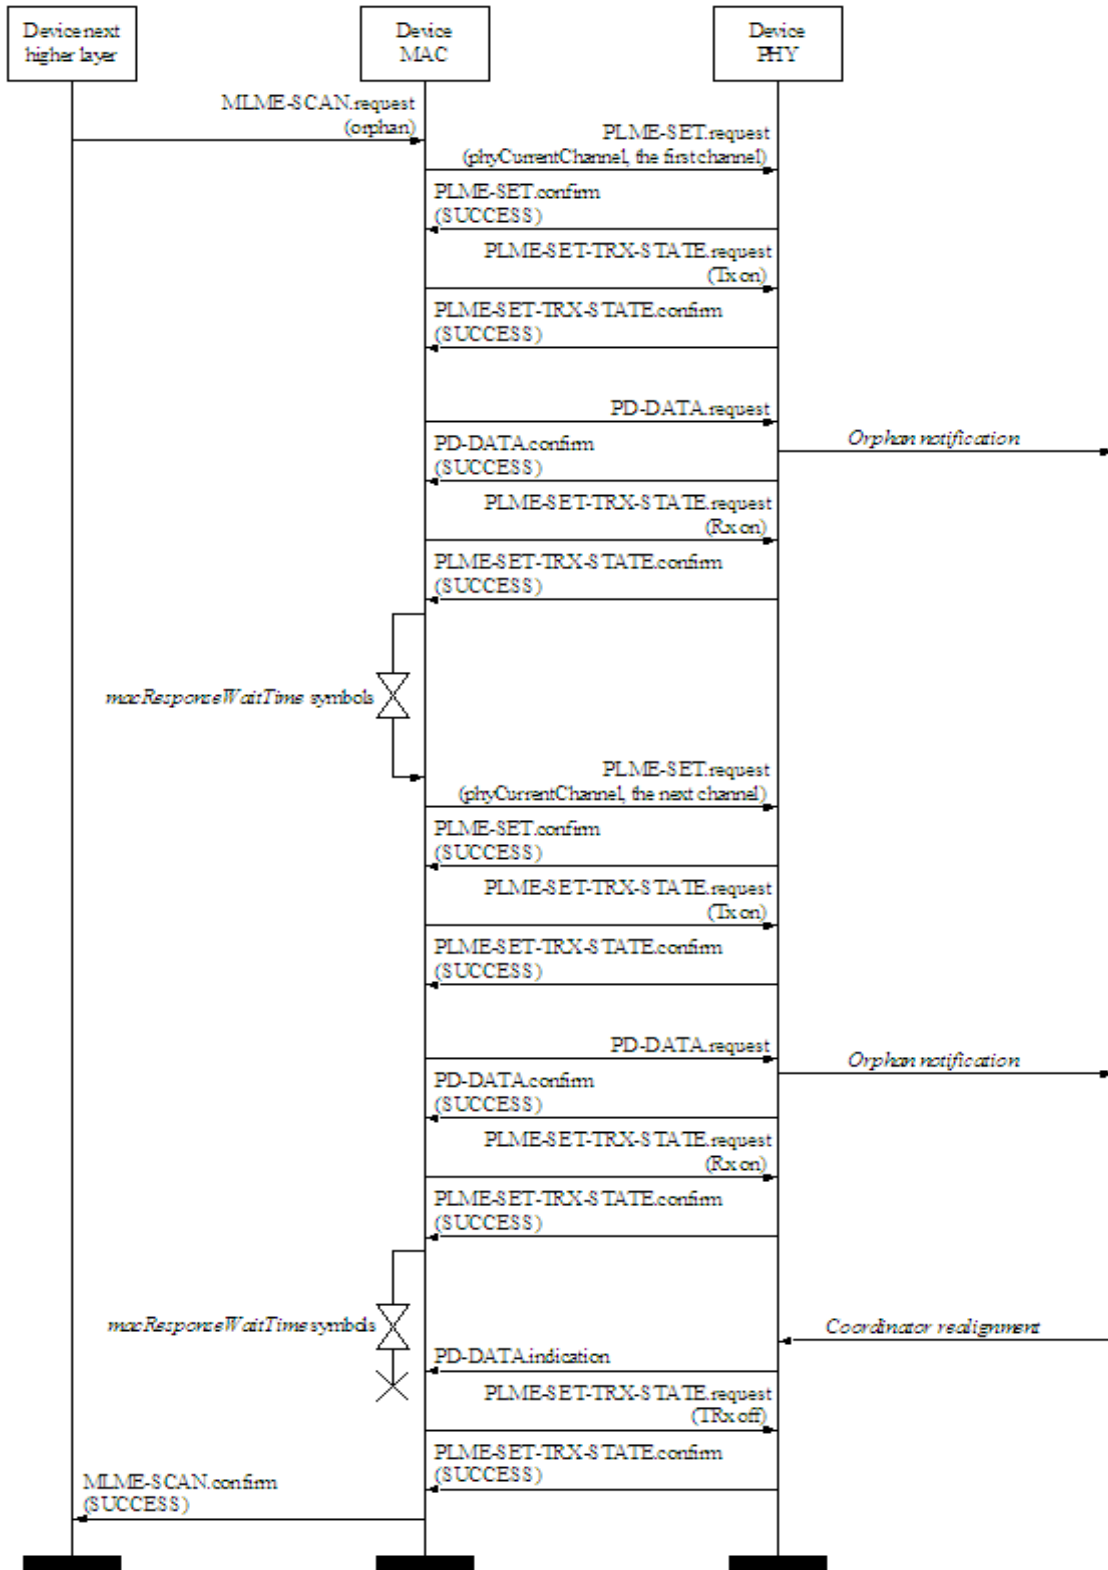 Device next
higher layer
Device
MAC
Device
PHY
MLME-SCAN.request
(orphan)
PLME-SET.request
(phyCurrentChannel, the first channel)
PLME-SET.confirm
(SUCCESS)
PLME-SET-TRX-STATE.request
(Tx on)
PLME-SET-TRX-STATE.confirm
(SUCCESS)
PD-DATA.request
Orphan notification
PD-DATA.confirm
(SUCCESS)
PLME-SET-TRX-STATE.request
(Rx on)
PLME-SET-TRX-STATE.confirm
(SUCCESS)
macResponseWaitTime symbols
PLME-SET.request
(phyCurrentChannel, the next channel)
PLME-SET.confirm
(SUCCESS)
PLME-SET-TRX-STATE.request
(Tx on)
PLME-SET-TRX-STATE.confirm
(SUCCESS)
PD-DATA.request
Orphan notification
PD-DATA.confirm
(SUCCESS)
PLME-SET-TRX-STATE.request
(Rx on)
PLME-SET-TRX-STATE.confirm
(SUCCESS)
macResponseWaitTime symbols
Coordinator realignment
PD-DATA.indication
PLME-SET-TRX-STATE.request
(TRx off)
PLME-SET-TRX-STATE.confirm
(SUCCESS)
MLME-SCAN.confirm
(SUCCESS)